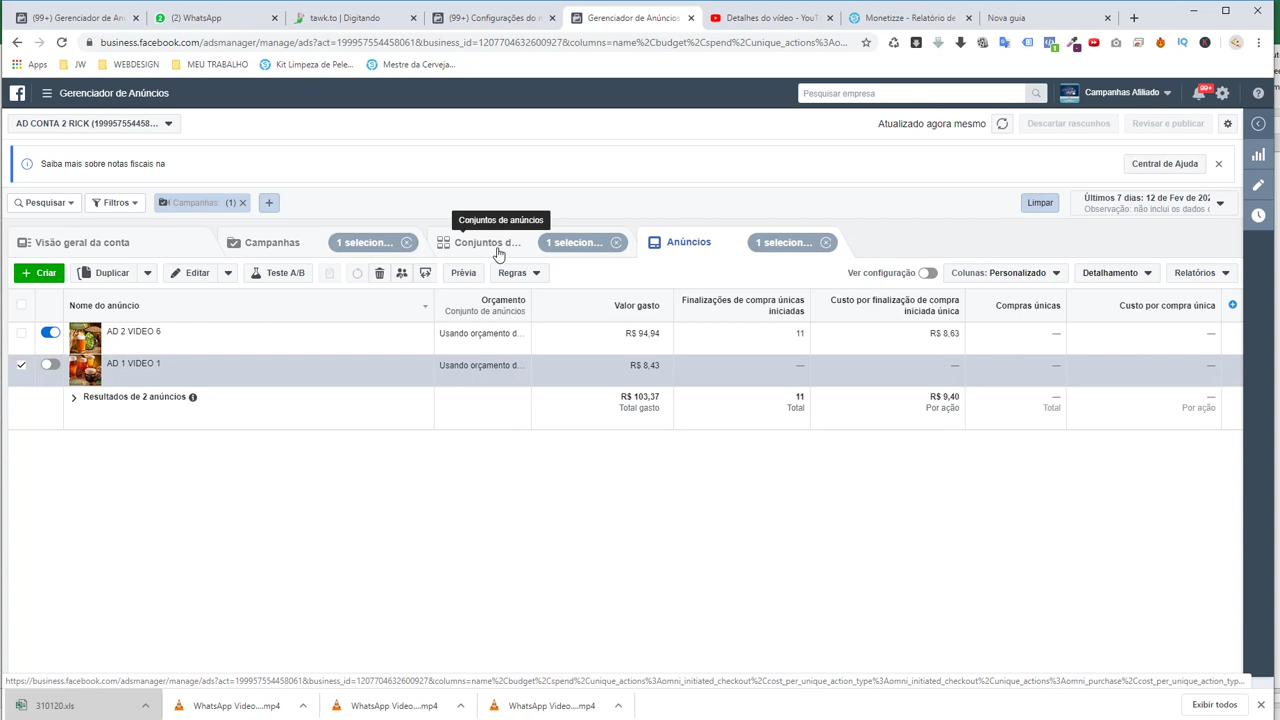 (99+) Gerenciador de An
(2) WhatsApp
tawk.to | Digitando
(99+) Configurações do n
Gerenciador de Anúncios
Detalhes do vídeo - YouT
Monetizze - Relatório de
Nova guia
business.facebook.com/adsmanager/manage/ads?act=199957554458061&business_id=1207704632600927&columns=name%2Cbudget%2Cspend%2Cunique_actions%3Ao...
Apps
JW
WEBDESIGN
MEU TRABALHO
Kit Limpeza de Pele...
Mestre da Cerveja...
Gerenciador de Anúncios
Pesquisar empresa
Campanhas Afiliado
99+
AD CONTA 2 RICK (199957554458...
Atualizado agora mesmo
Descartar rascunhos
Revisar e publicar
Saiba mais sobre notas fiscais na
Central de Ajuda
Pesquisar
Filtros
Campanhas: (1)
Limpar
Últimos 7 dias: 12 de Fev de 202
Observação: não inclui os dados d
Conjuntos de anúncios
Visão geral da conta
Campanhas
1 selecion...
Conjuntos d...
1 selecion...
Anúncios
1 selecion...
Criar
Duplicar
Editar
Teste A/B
Prévia
Regras
Ver configuração
Colunas: Personalizado
Detalhamento
Relatórios
Nome do anúncio
Orçamento
Conjunto de anúncios
Valor gasto
Finalizações de compra únicas
iniciadas
Custo por finalização de compra
iniciada única
Compras únicas
Custo por compra única
AD 2 VIDEO 6
Usando orçamento d...
R$ 94,94
11
R$ 8,63
—
—
AD 1 VIDEO 1
Usando orçamento d...
R$ 8,43
—
—
—
—
Resultados de 2 anúncios
R$ 103,37
Total gasto
11
Total
R$ 9,40
Por ação
—
Total
—
Por ação
https://business.facebook.com/adsmanager/manage/adsets?act=199957554458061&business_id=1207704632600927&columns=name%2Cbudget%2Cspend%2Cunique_actions%3Aomni_initiated_checkout%2Ccost_per_unique_action_type%3Aomni_initiated_checkout%2Cunique_actions%3Aomni_purchase%2Ccost_per_unique_action_typ...
310120.xls
WhatsApp Video....mp4
WhatsApp Video....mp4
WhatsApp Video....mp4
Exibir todos